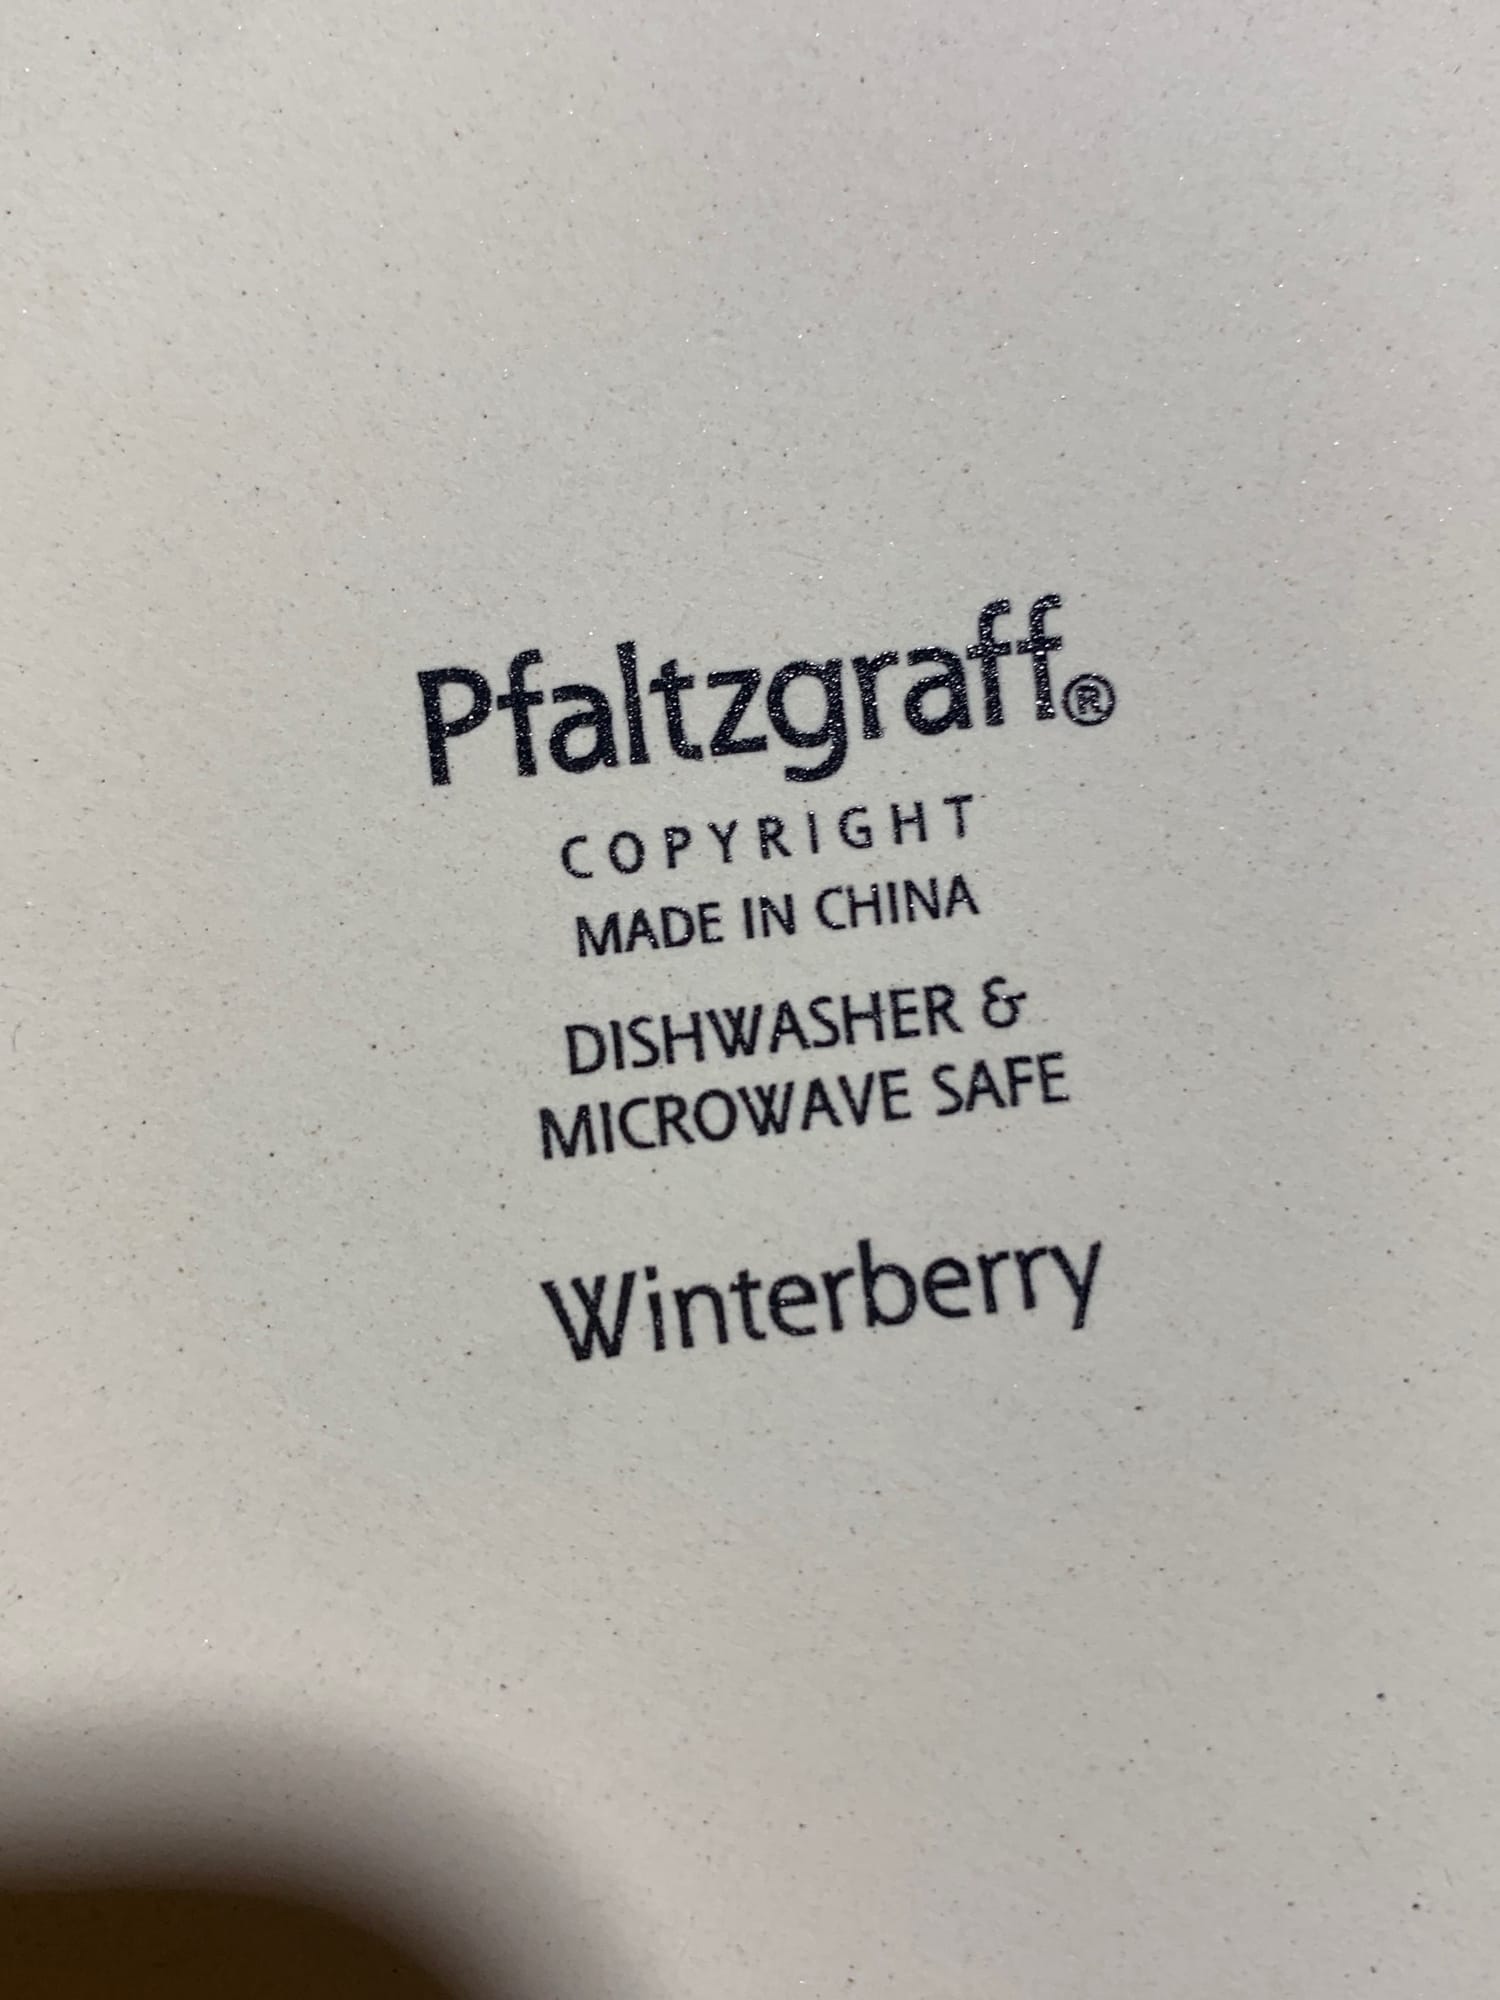 Pfaltzgraff®
COPYRIGHT
MADE IN CHINA
DISHWASHER &
MICROWAVE SAFE
Winterberry